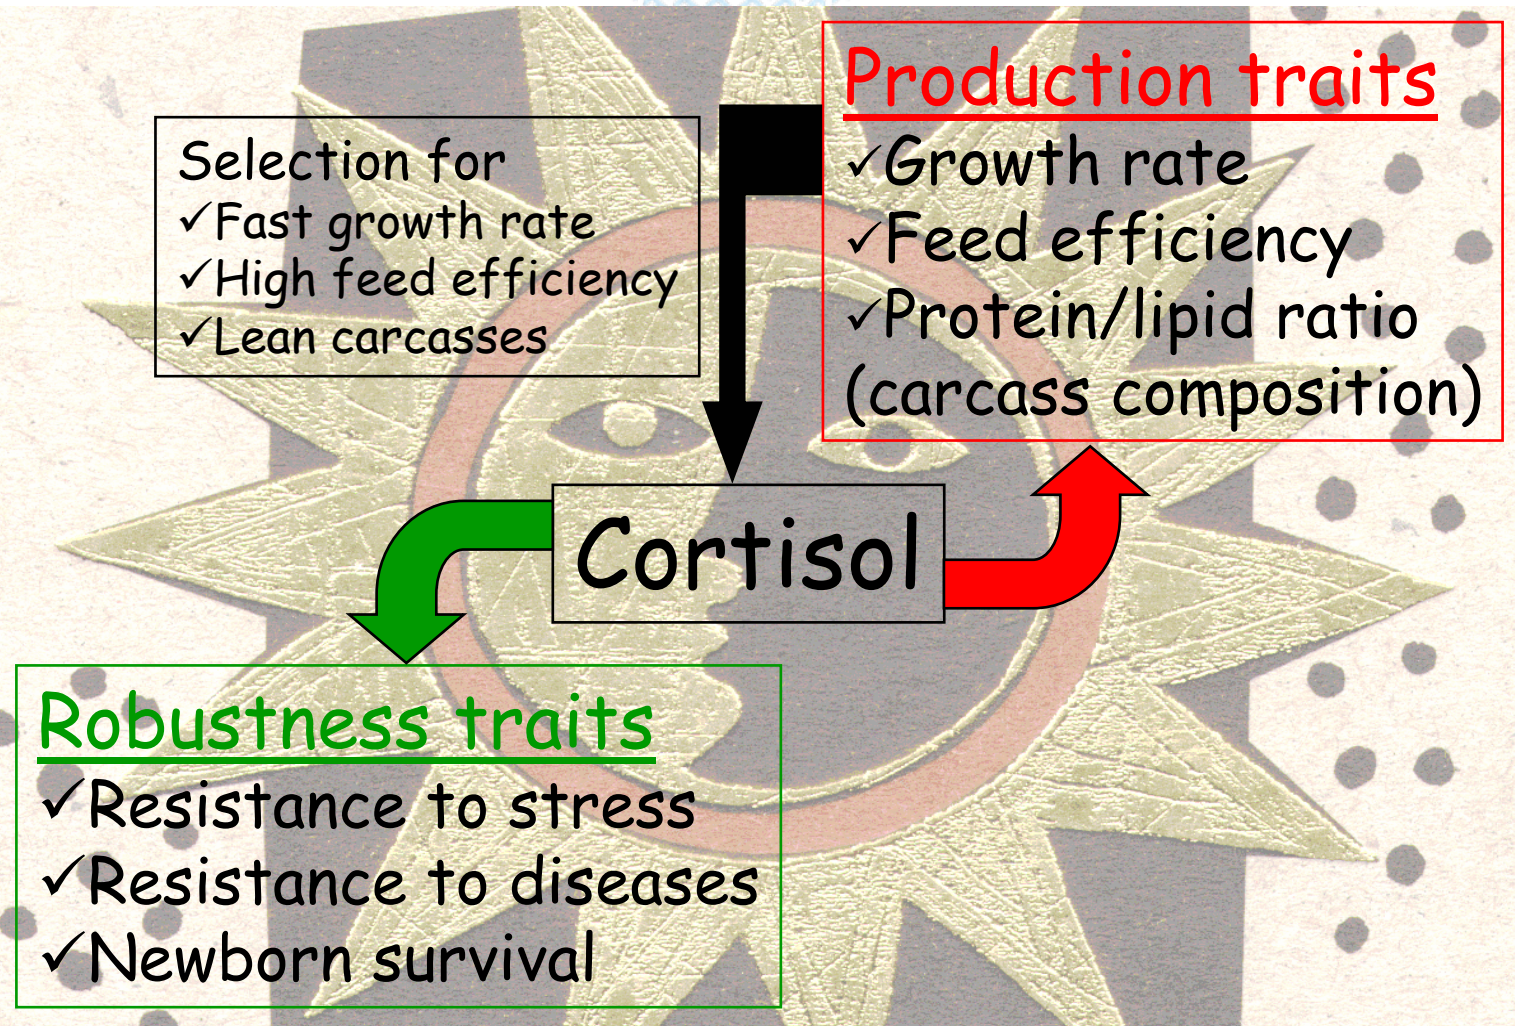 Production traits
✓Growth rate
✓Feed efficiency
✓Protein/lipid ratio
(carcass composition)
Selection for
✓Fast growth rate
✓High feed efficiency
✓Lean carcasses
Cortisol
Robustness traits
✓Resistance to stress
✓Resistance to diseases
✓Newborn survival